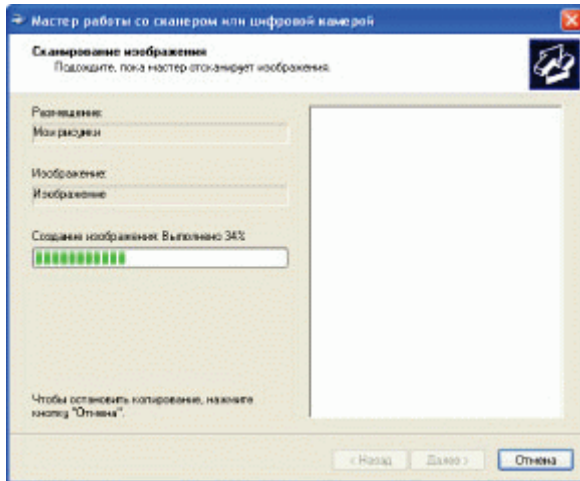 Мастер работы со сканером или цифровой камерой
Сканирование изображения
Подождите, пока мастер отсканирует изображения.
Размещение:
Мои рисунки
Изображение:
Изображение
Создание изображения: Выполнено 34%
Чтобы остановить копирование, нажмите
кнопку "Отмена".
< Назад
Далее >
Отмена